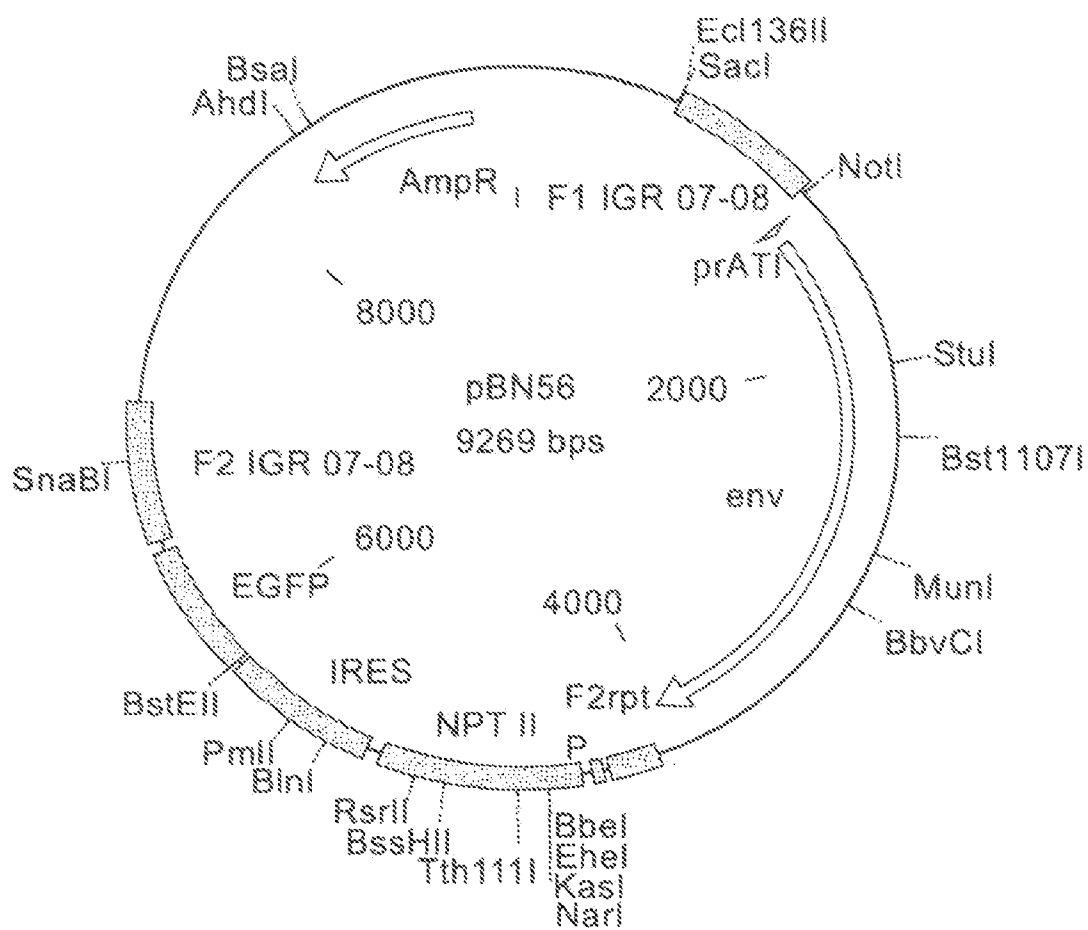 Ecl136II
SacI
BsaI
AhdI
NotI
AmpR
F1 IGR 07-08
prATI
8000
StuI
pBN56
2000
9269 bps
Bst1107I
F2 IGR 07-08
SnaBI
env
6000
EGFP
4000
MunI
BbvCI
IRES
F2rpt
BstEII
NPT II
P
PmlI
BlnI
RsrII
BssHII
Tth111I
BbeI
EheI
KasI
NarI